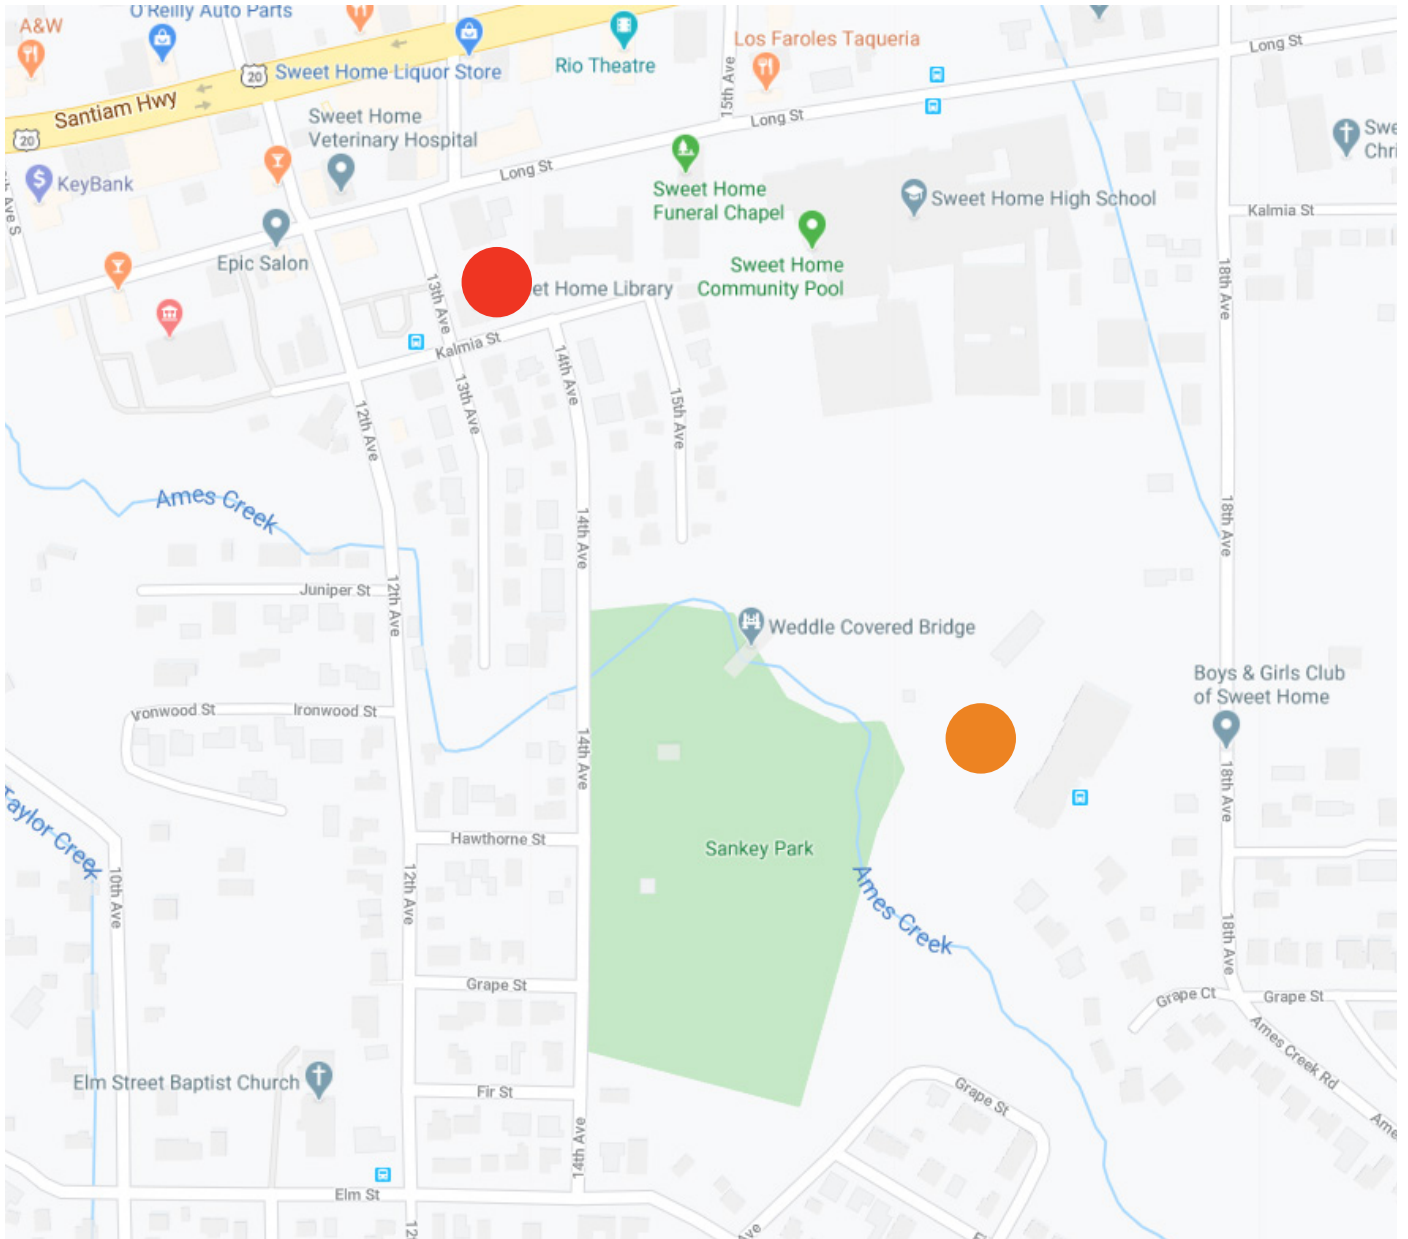 O'Reilly Auto Parts
A&W
20
Sweet Home Liquor Store
Rio Theatre
Los Faroles Taqueria
Long St
Santiam Hwy
15th Ave
20
Sweet Home
Veterinary Hospital
Long St
Swe
Chri
KeyBank
Long St
Sweet Home
Funeral Chapel
Sweet Home High School
Kalmia St
Ave S
Epic Salon
Sweet Home
Community Pool
18th Ave
13th Ave
et Home Library
Kalmia St
14th Ave
13th Ave
15th Ave
12th Ave
Ames Creek
14th Ave
18th Ave
Juniper St
12th Ave
Weddle Covered Bridge
Boys & Girls Club
of Sweet Home
Ironwood St
Ironwood St
14th Ave
18th Ave
Taylor Creek
Hawthorne St
Sankey Park
10th Ave
12th Ave
Ames Creek
18th Ave
Grape St
Grape Ct
Grape St
Ames Creek Rd
Elm Street Baptist Church
Fir St
Grape St
14th Ave
Ame
Elm St
12
Ave